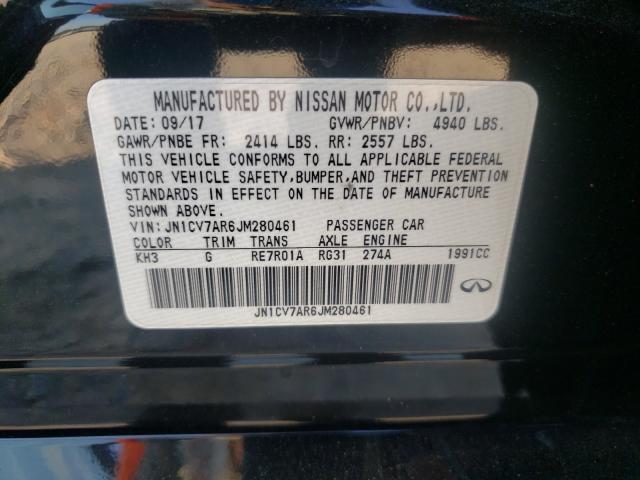 MANUFACTURED BY NISSAN MOTOR CO.,LTD.
DATE: 09/17 GVWR/PNBV: 4940 LBS.
GAWR/PNBE FR: 2414 LBS. RR: 2557 LBS.
THIS VEHICLE CONFORMS TO ALL APPLICABLE FEDERAL
MOTOR VEHICLE SAFETY, BUMPER, AND THEFT PREVENTION
STANDARDS IN EFFECT ON THE DATE OF MANUFACTURE
SHOWN ABOVE.
VIN: JN1CV7AR6JM280461 PASSENGER CAR
COLOR TRIM TRANS AXLE ENGINE
KH3 G RE7R01A RG31 274A 1991CC
JN1CV7AR6JM280461